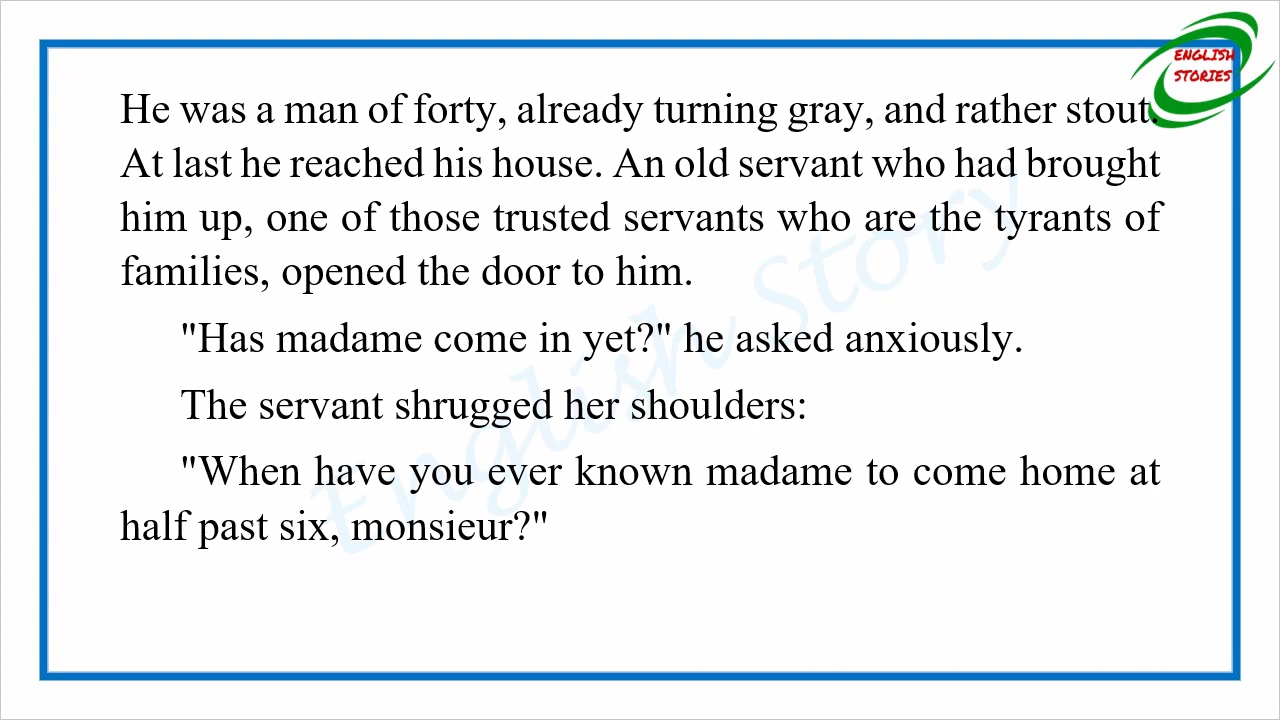 ENGLISH
STORIES
He was a man of forty, already turning gray, and rather stout.
At last he reached his house. An old servant who had brought
him up, one of those trusted servants who are the tyrants of
families, opened the door to him.
"Has madame come in yet?" he asked anxiously.
The servant shrugged her shoulders:
"When have you ever known madame to come home at
half past six, monsieur?"
English Story